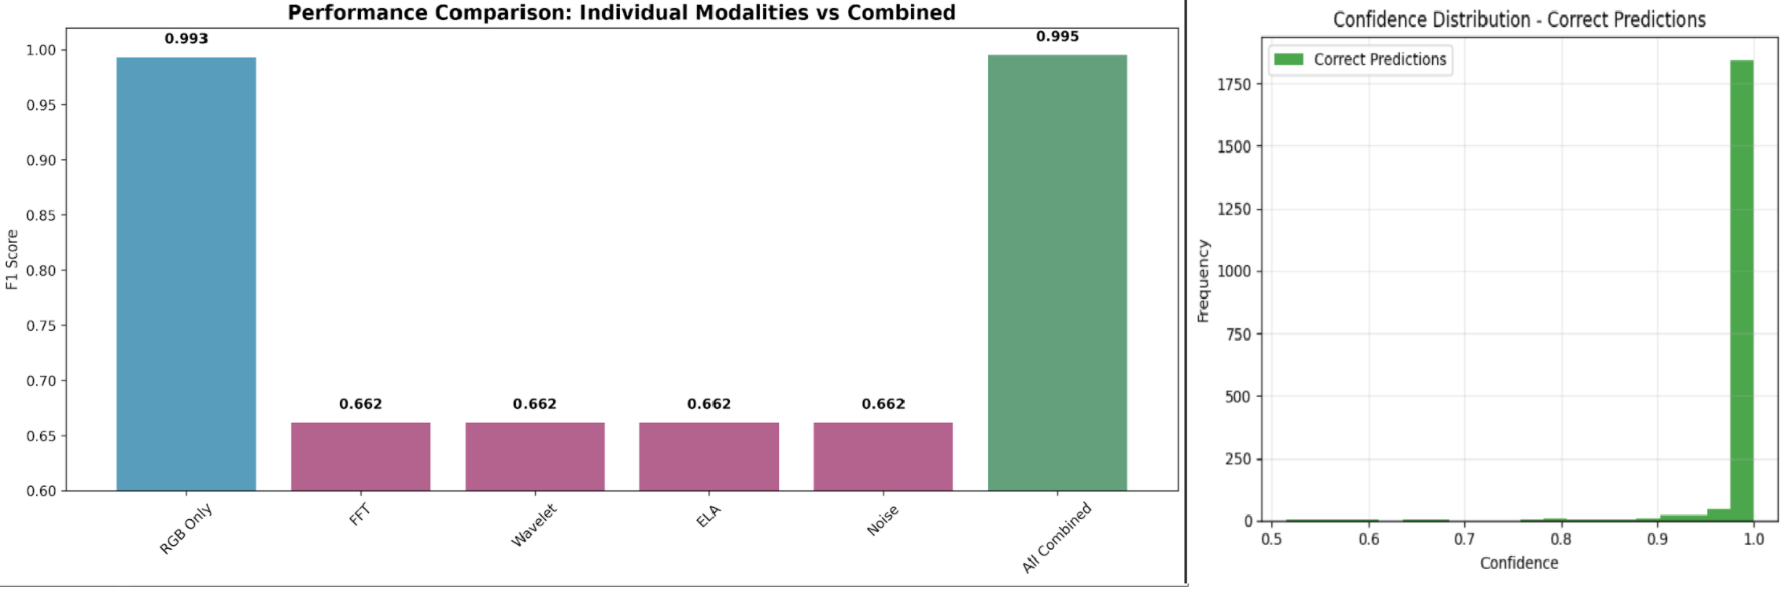 Performance Comparison: Individual Modalities vs Combined
F1 Score
1.00
0.95
0.90
0.85
0.80
0.75
0.70
0.65
0.60
0.993
0.662
0.662
0.662
0.662
0.995
RGB Only
FFT
Wavelet
ELA
Noise
All Combined
Confidence Distribution - Correct Predictions
Correct Predictions
Frequency
1750
1500
1250
1000
750
500
250
0
0.5 0.6 0.7 0.8 0.9 1.0
Confidence